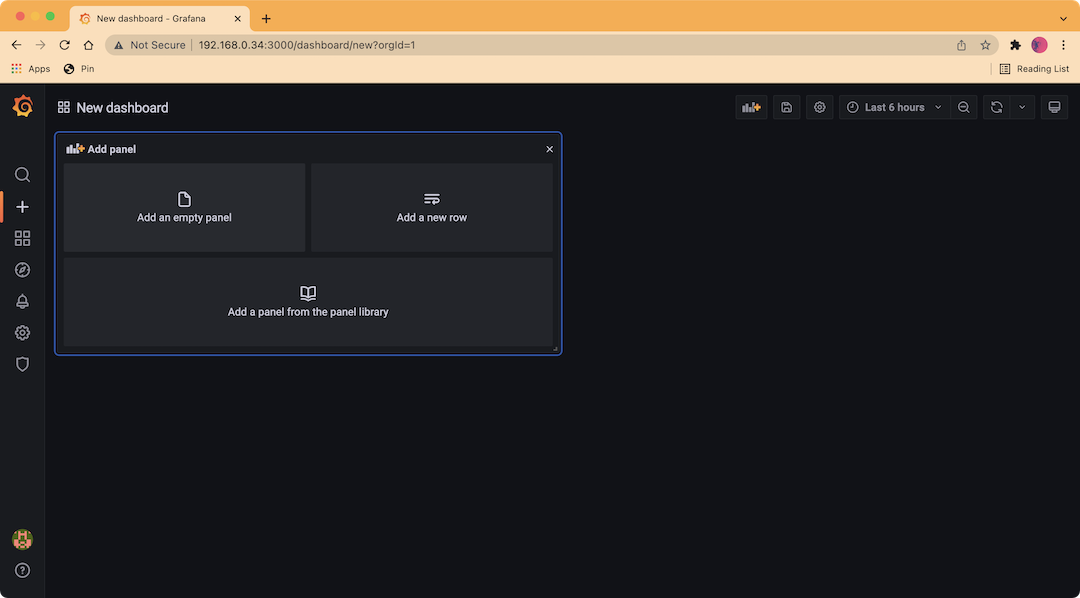 New dashboard - Grafana
Not Secure 192.168.0.34:3000/dashboard/new?orgId=1
Apps Pin Reading List
New dashboard Last 6 hours
Add panel
Add an empty panel Add a new row
Add a panel from the panel library